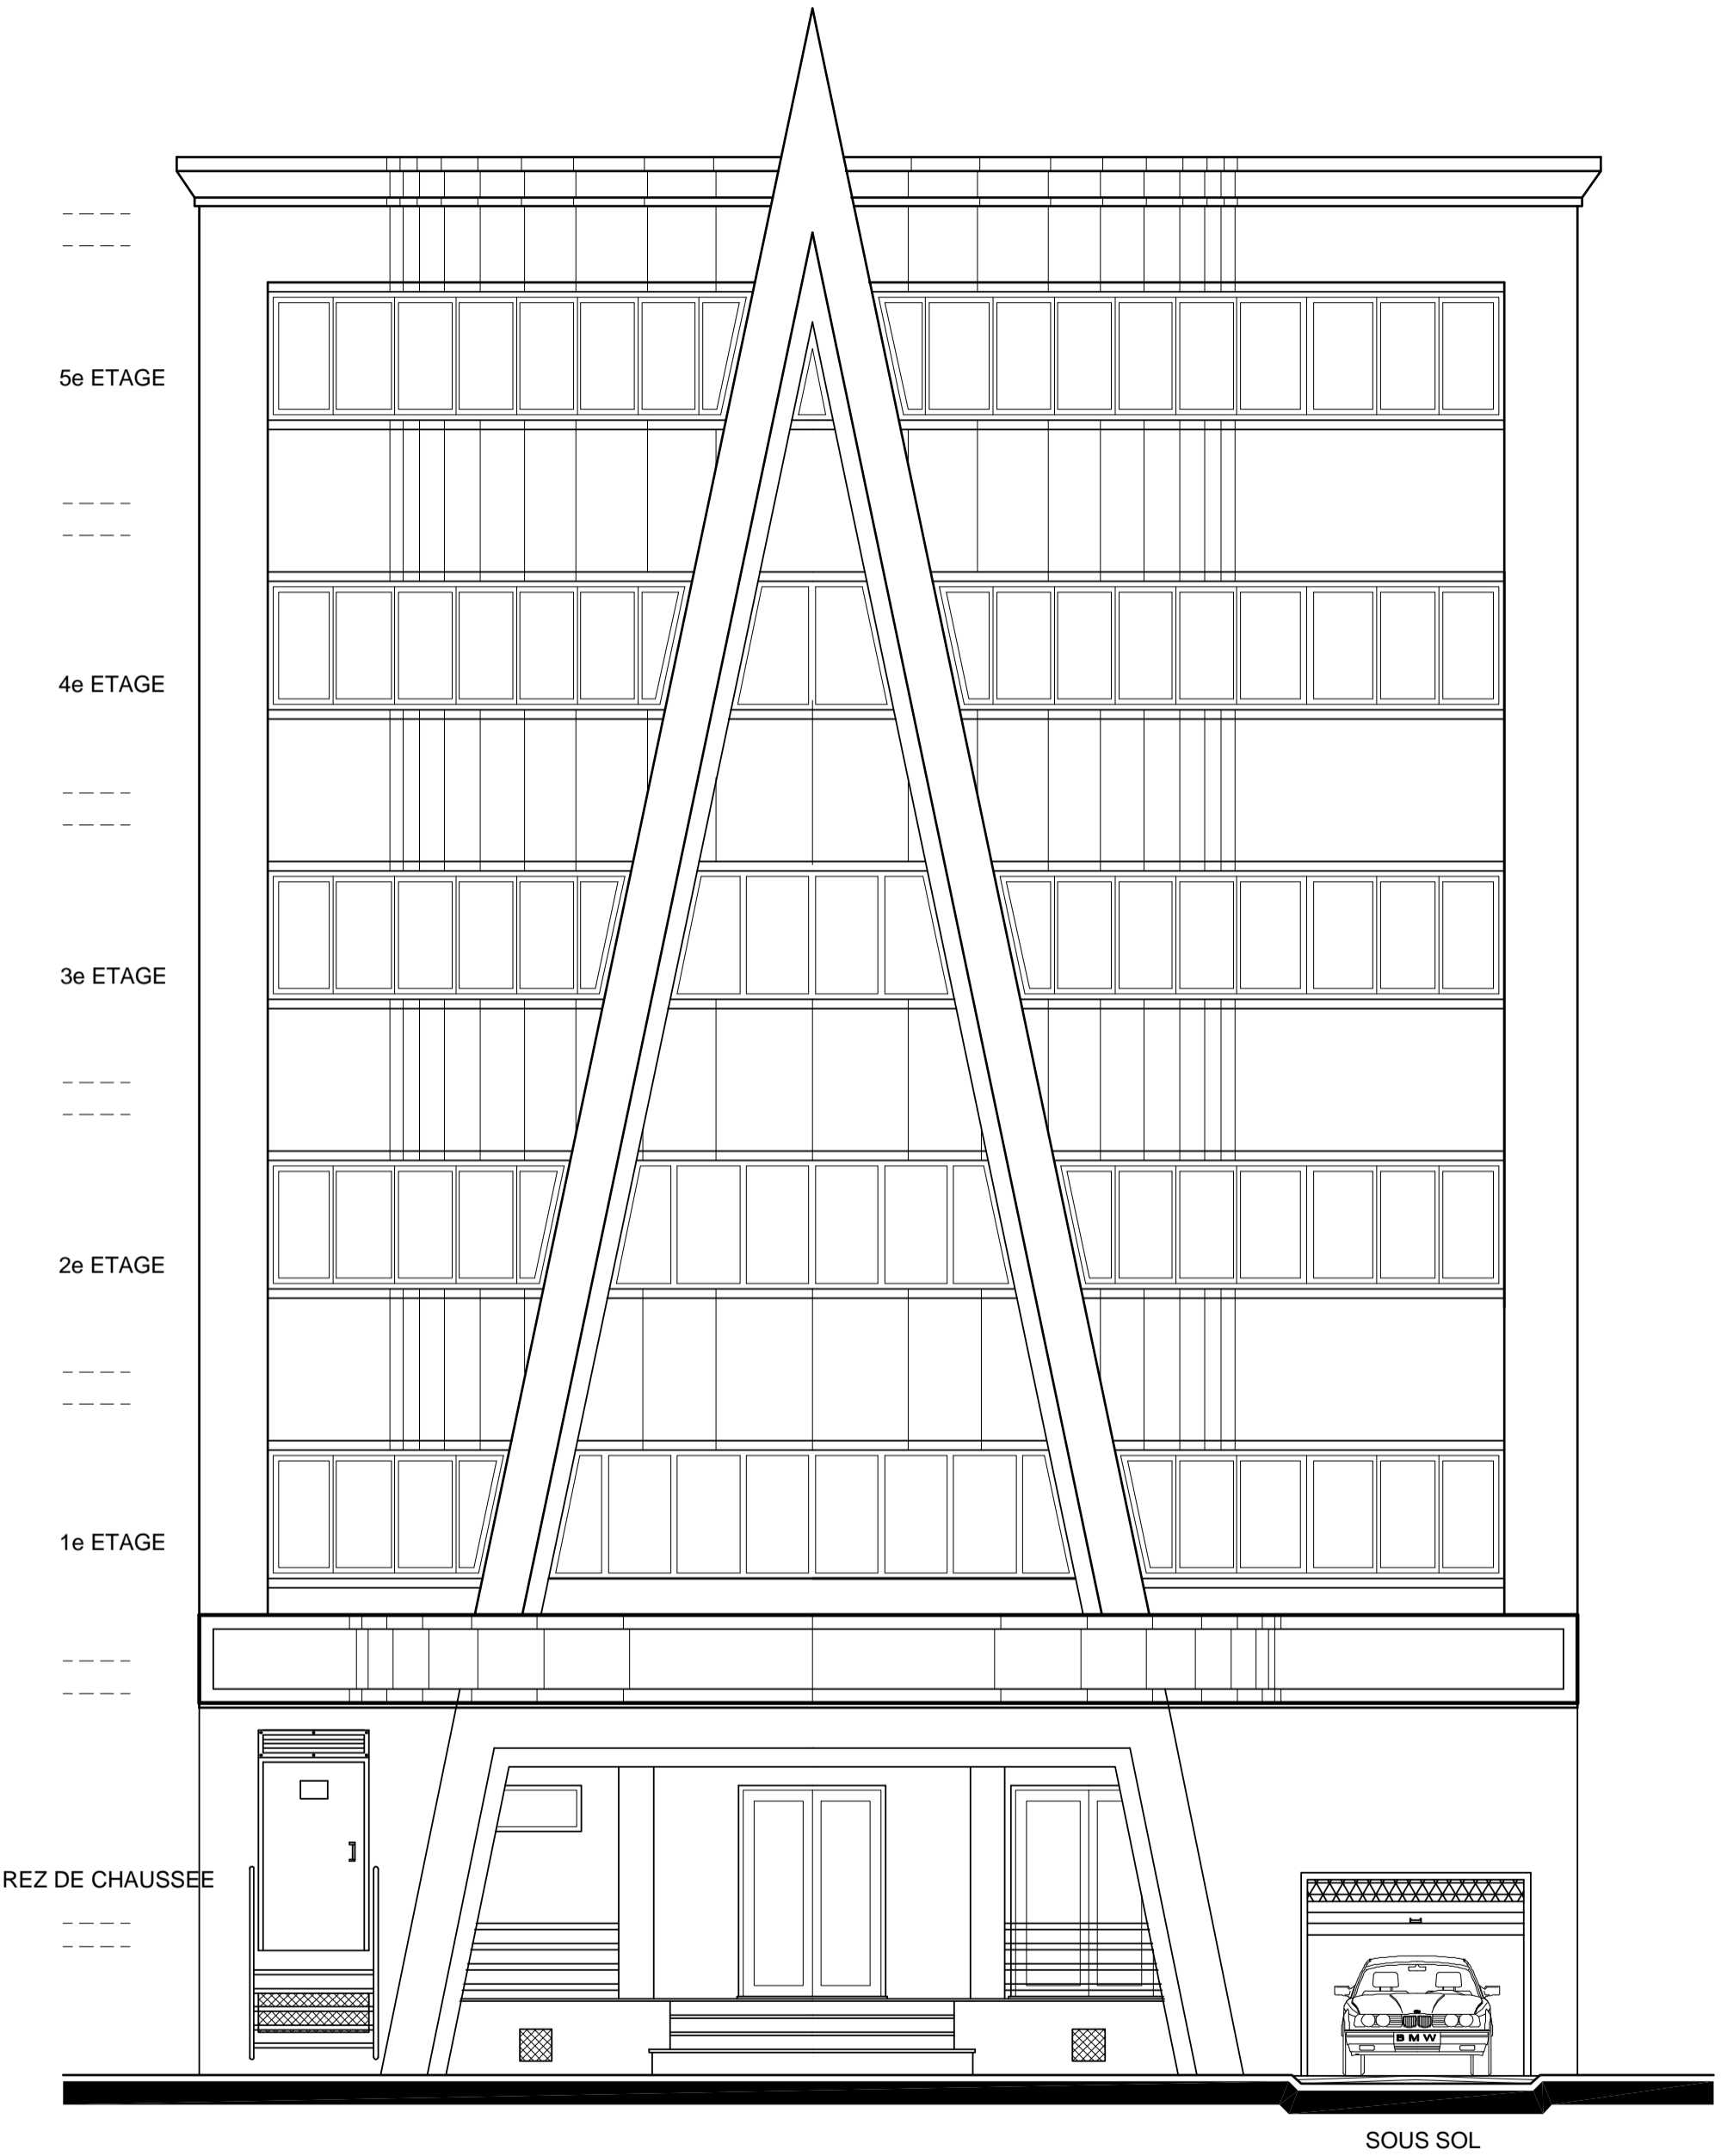 5e ETAGE
4e ETAGE
3e ETAGE
2e ETAGE
1e ETAGE
REZ DE CHAUSSEE
BMW
SOUS SOL